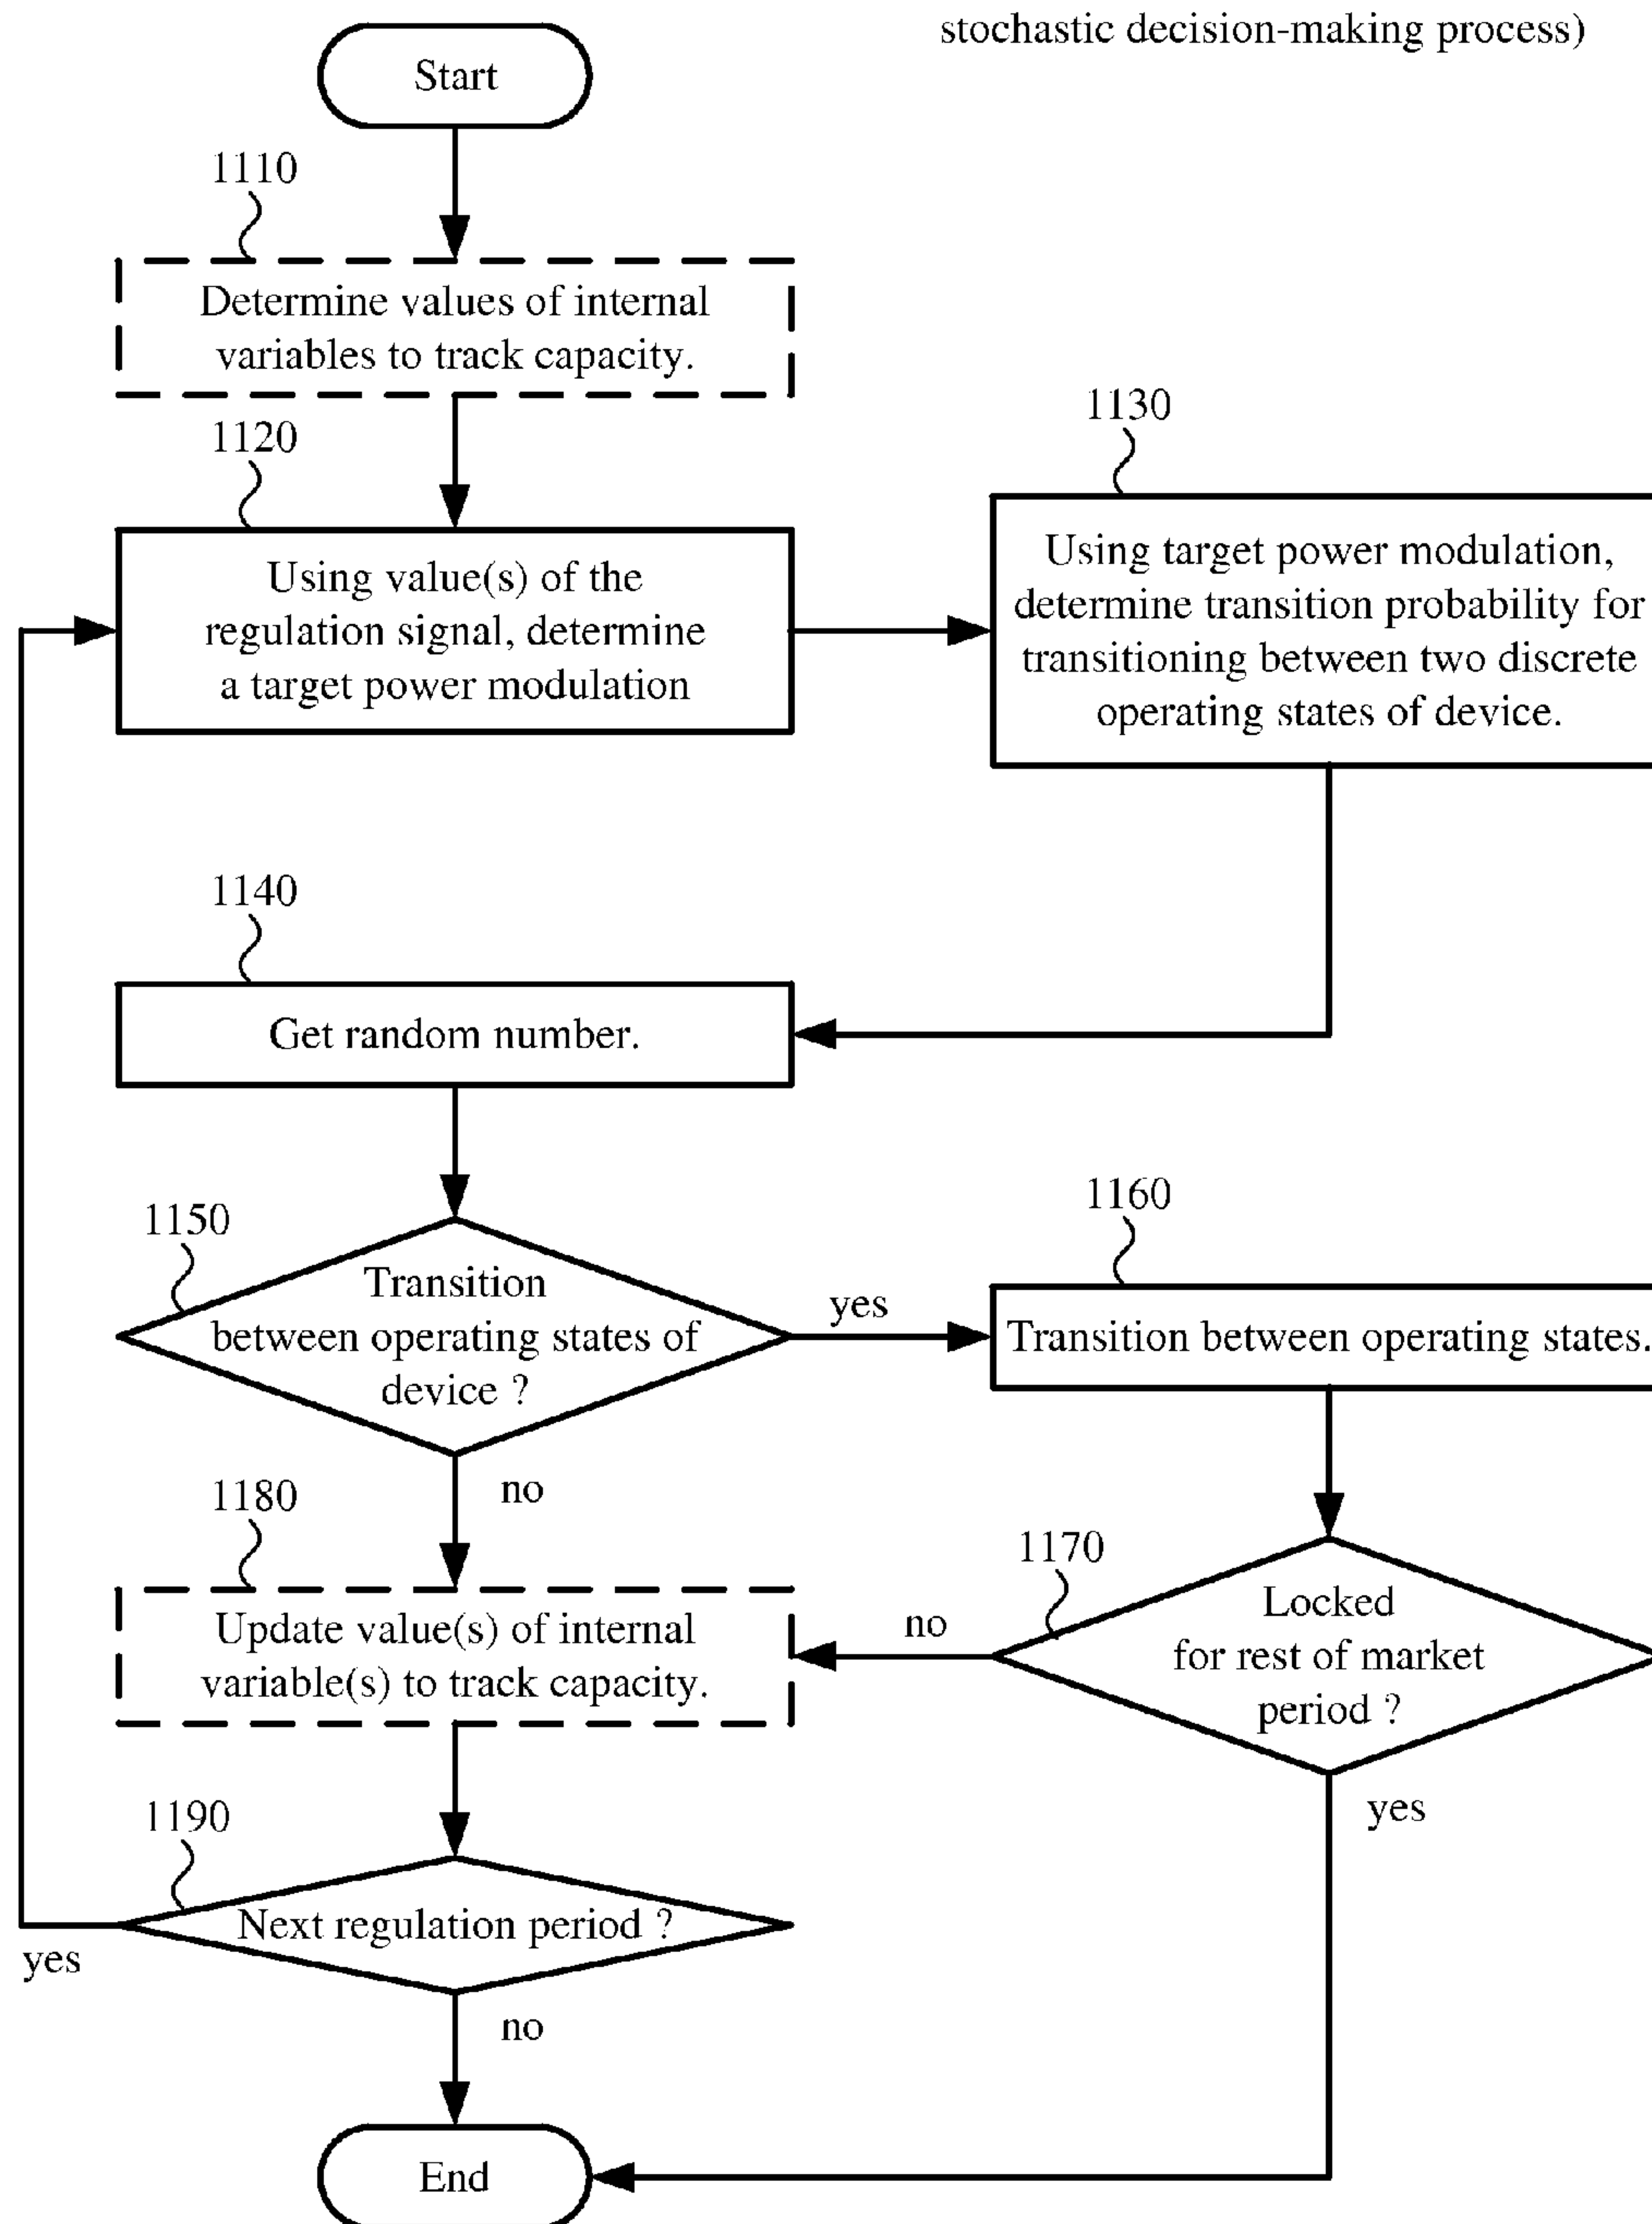 stochastic decision-making process)
Start
1110
Determine values of internal
variables to track capacity.
1120
Using value(s) of the
regulation signal, determine
a target power modulation
1130
Using target power modulation,
determine transition probability for
transitioning between two discrete
operating states of device.
1140
Get random number.
1150
Transition
between operating states of
device ?
yes
no
1160
Transition between operating states.
1170
Locked
for rest of market
period ?
no
yes
1180
Update value(s) of internal
variable(s) to track capacity.
1190
Next regulation period ?
yes
no
End